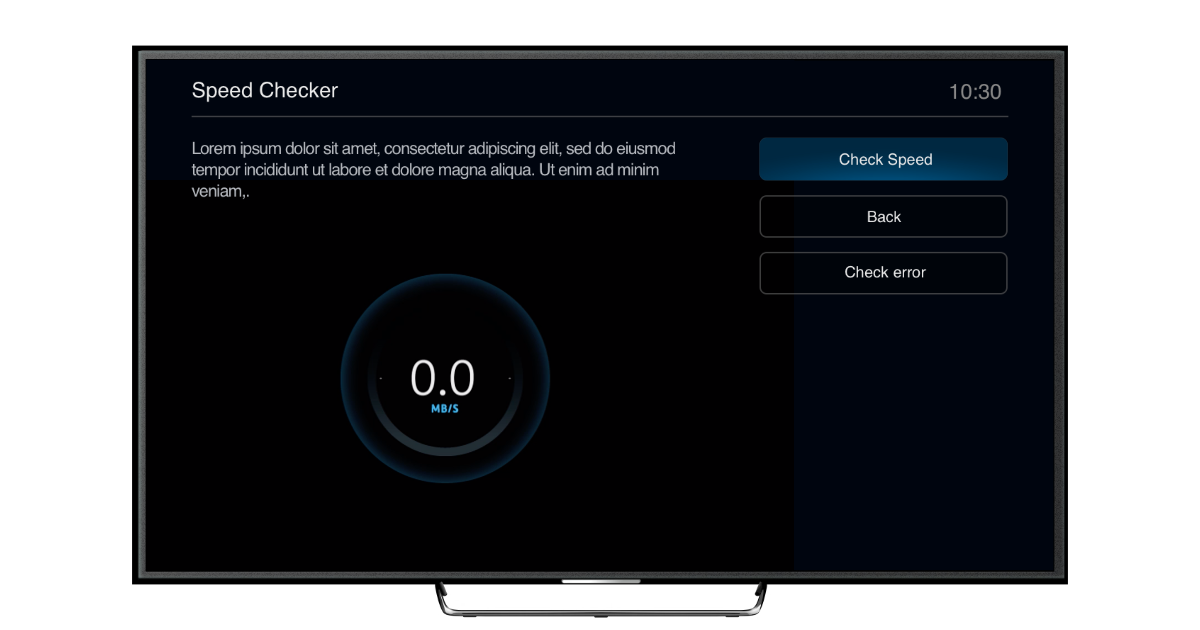 Speed Checker
10:30
Lorem ipsum dolor sit amet, consectetur adipiscing elit, sed do eiusmod
tempor incididunt ut labore et dolore magna aliqua. Ut enim ad minim
veniam,.
Check Speed
Back
Check error
0.0
MB/S